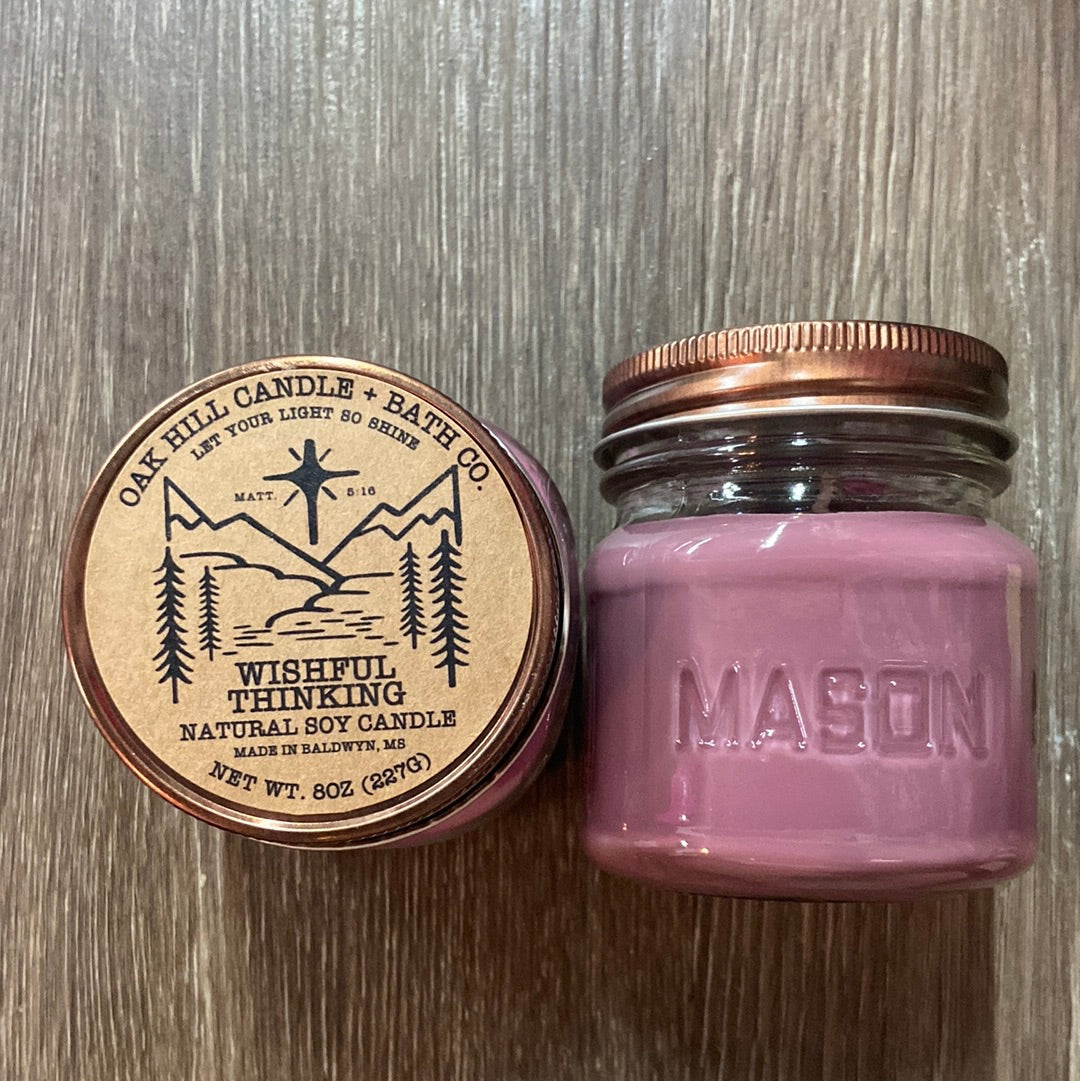 OAK HILL CANDLE + BATH CO.
LET YOUR LIGHT SO SHINE
MATT. 5:16
WISHFUL
THINKING
NATURAL SOY CANDLE
MADE IN BALDWYN, MS
NET WT. 8OZ (227G)
MASON